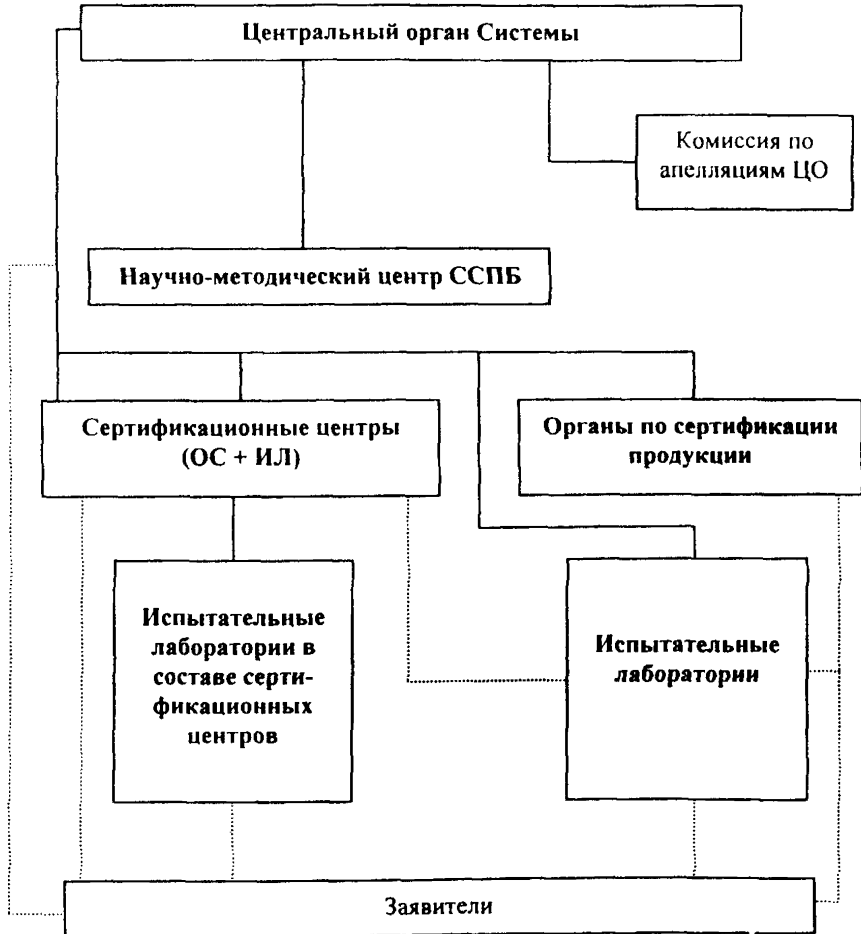 Центральный орган Системы
Комиссия по
апелляциям ЦО
Научно-методический центр ССПБ
Сертификационные центры
(ОС + ИЛ)
Органы по сертификации
продукции
Испытательные
лаборатории в
составе серти-
фикационных
центров
Испытательные
лаборатории
Заявители